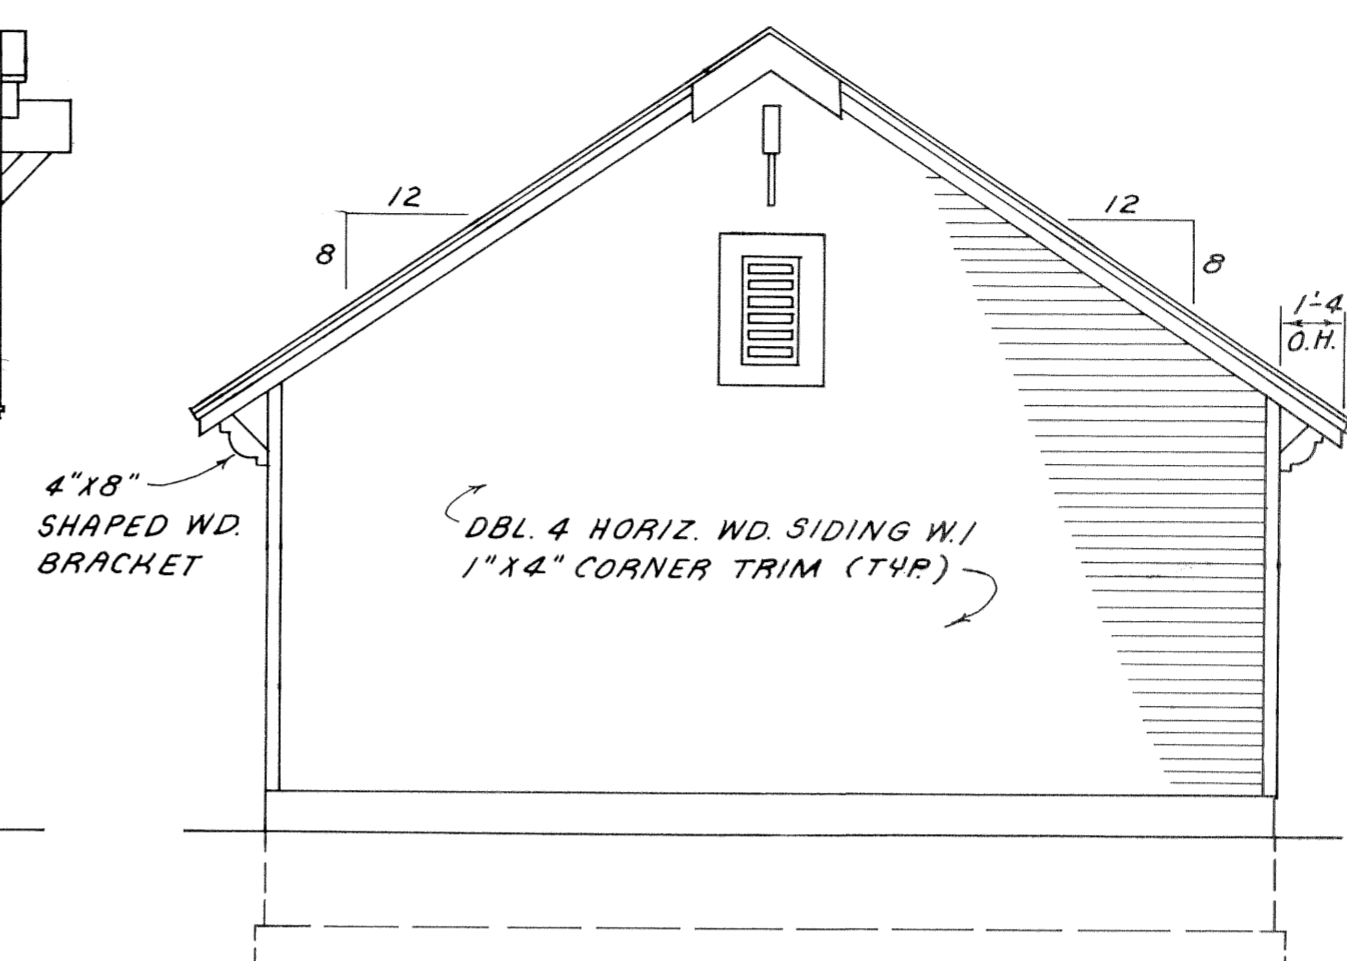 12
8
12
8
1'-4
O.H.
4"X8"
SHAPED WD.
BRACKET
DBL. 4 HORIZ. WD. SIDING W./
1"X4" CORNER TRIM (TYP.)